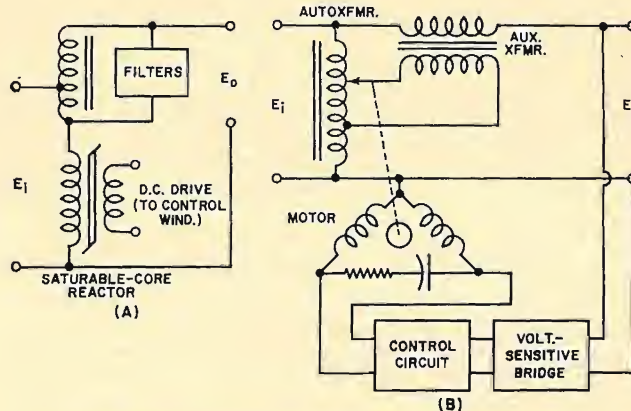 FILTERS
Eo
Ei
D.C. DRIVE
(TO CONTROL
WIND.)
SATURABLE-CORE
REACTOR
(A)
AUTOXFMR.
AUX.
XFMR.
Ei
E
MOTOR
CONTROL
CIRCUIT
VOLT.-
SENSITIVE
BRIDGE
(B)